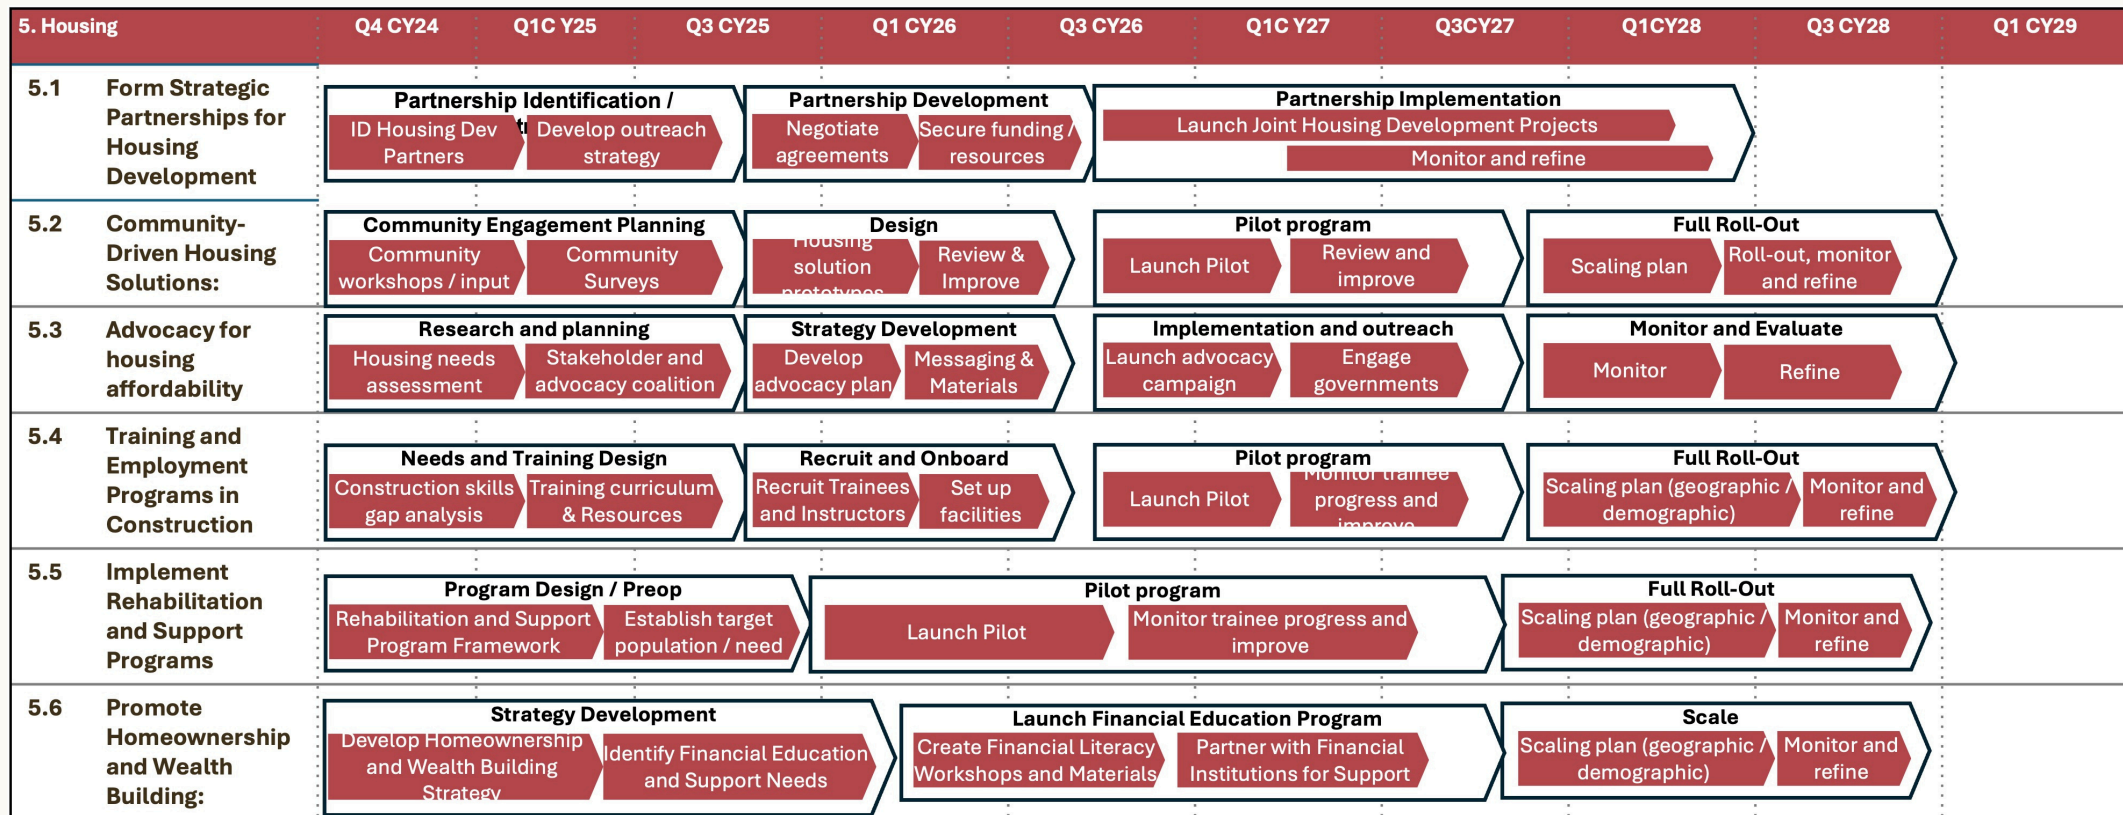 5. Housing
Q4 CY24
Q1C Y25
Q3 CY25
Q1 CY26
Q3 CY26
Q1C Y27
Q3CY27
Q1CY28
Q3 CY28
Q1 CY29
5.1
Form Strategic
Partnerships for
Housing
Development
Partnership Identification /
ID Housing Dev
Partners
Develop outreach
strategy
Partnership Development
Negotiate
agreements
Secure funding /
resources
Partnership Implementation
Launch Joint Housing Development Projects
Monitor and refine
5.2
Community-
Driven Housing
Solutions:
Community Engagement Planning
Community
workshops / input
Community
Surveys
Design
Housing
solution
prototypes
Review &
Improve
Pilot program
Launch Pilot
Review and
improve
Full Roll-Out
Scaling plan
Roll-out, monitor
and refine
5.3
Advocacy for
housing
affordability
Research and planning
Housing needs
assessment
Stakeholder and
advocacy coalition
Strategy Development
Develop
advocacy plan
Messaging &
Materials
Implementation and outreach
Launch advocacy
campaign
Engage
governments
Monitor and Evaluate
Monitor
Refine
5.4
Training and
Employment
Programs in
Construction
Needs and Training Design
Construction skills
gap analysis
Training curriculum
& Resources
Recruit and Onboard
Recruit Trainees
and Instructors
Set up
facilities
Pilot program
Launch Pilot
Monitor trainee
progress and
improve
Full Roll-Out
Scaling plan (geographic /
demographic)
Monitor and
refine
5.5
Implement
Rehabilitation
and Support
Programs
Program Design / Preop
Rehabilitation and Support
Program Framework
Establish target
population / need
Pilot program
Launch Pilot
Monitor trainee progress and
improve
Full Roll-Out
Scaling plan (geographic /
demographic)
Monitor and
refine
5.6
Promote
Homeownership
and Wealth
Building:
Strategy Development
Develop Homeownership
and Wealth Building
Strategy
Identify Financial Education
and Support Needs
Launch Financial Education Program
Create Financial Literacy
Workshops and Materials
Partner with Financial
Institutions for Support
Scale
Scaling plan (geographic /
demographic)
Monitor and
refine